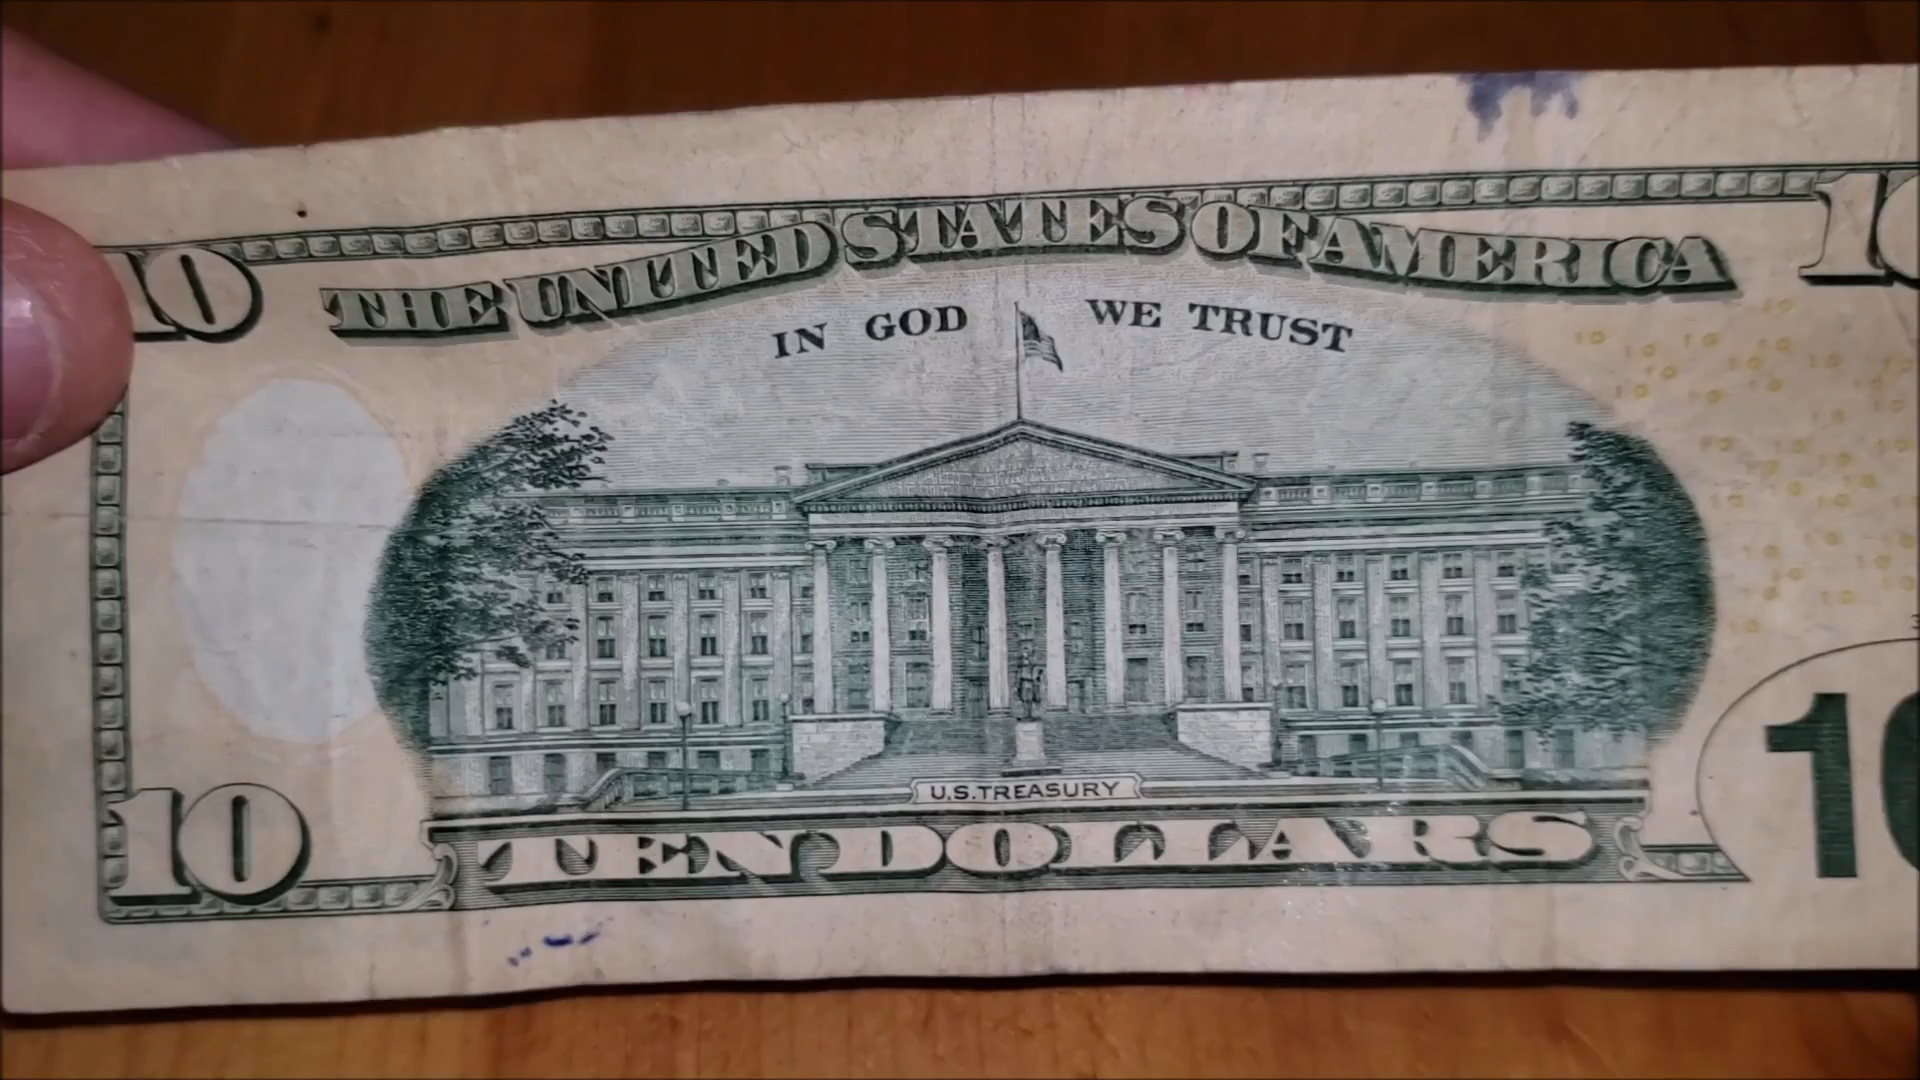 THE UNITED STATES OF AMERICA
10
10
IN GOD WE TRUST
U.S.TREASURY
10
TEN DOLLARS
10